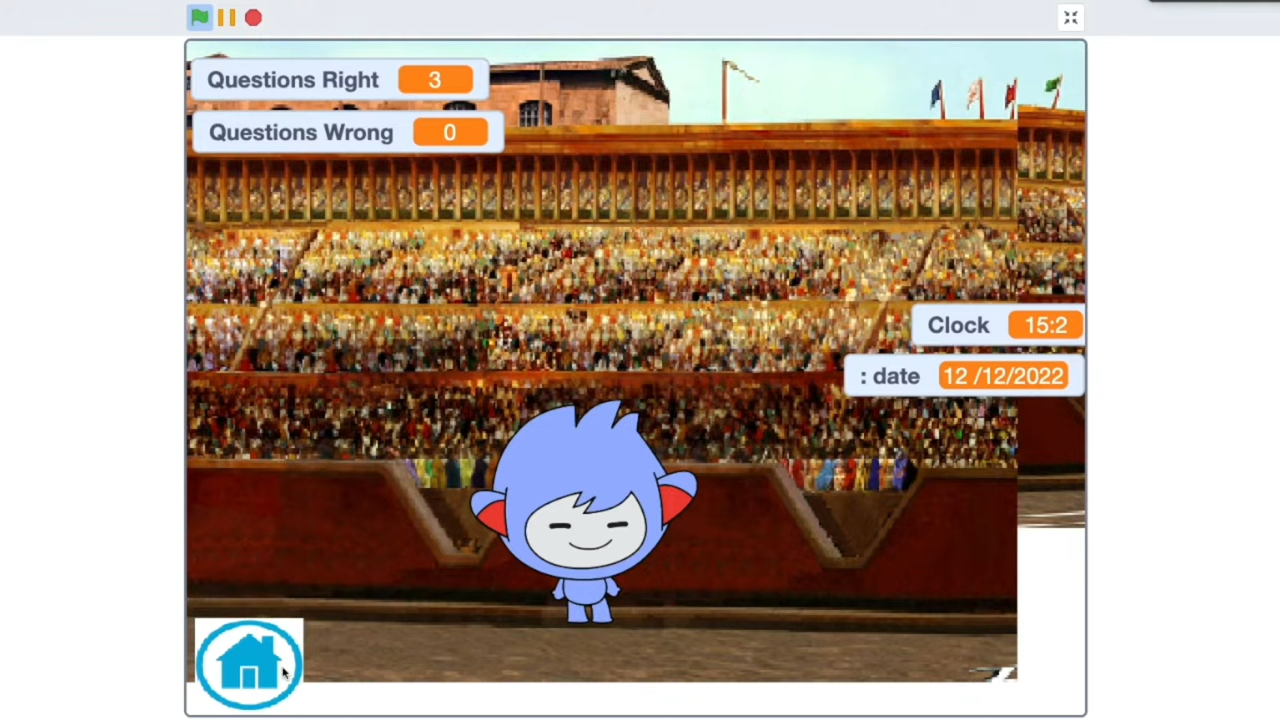 Questions Right 3
Questions Wrong 0
Clock 15:2
: date 12 /12/2022